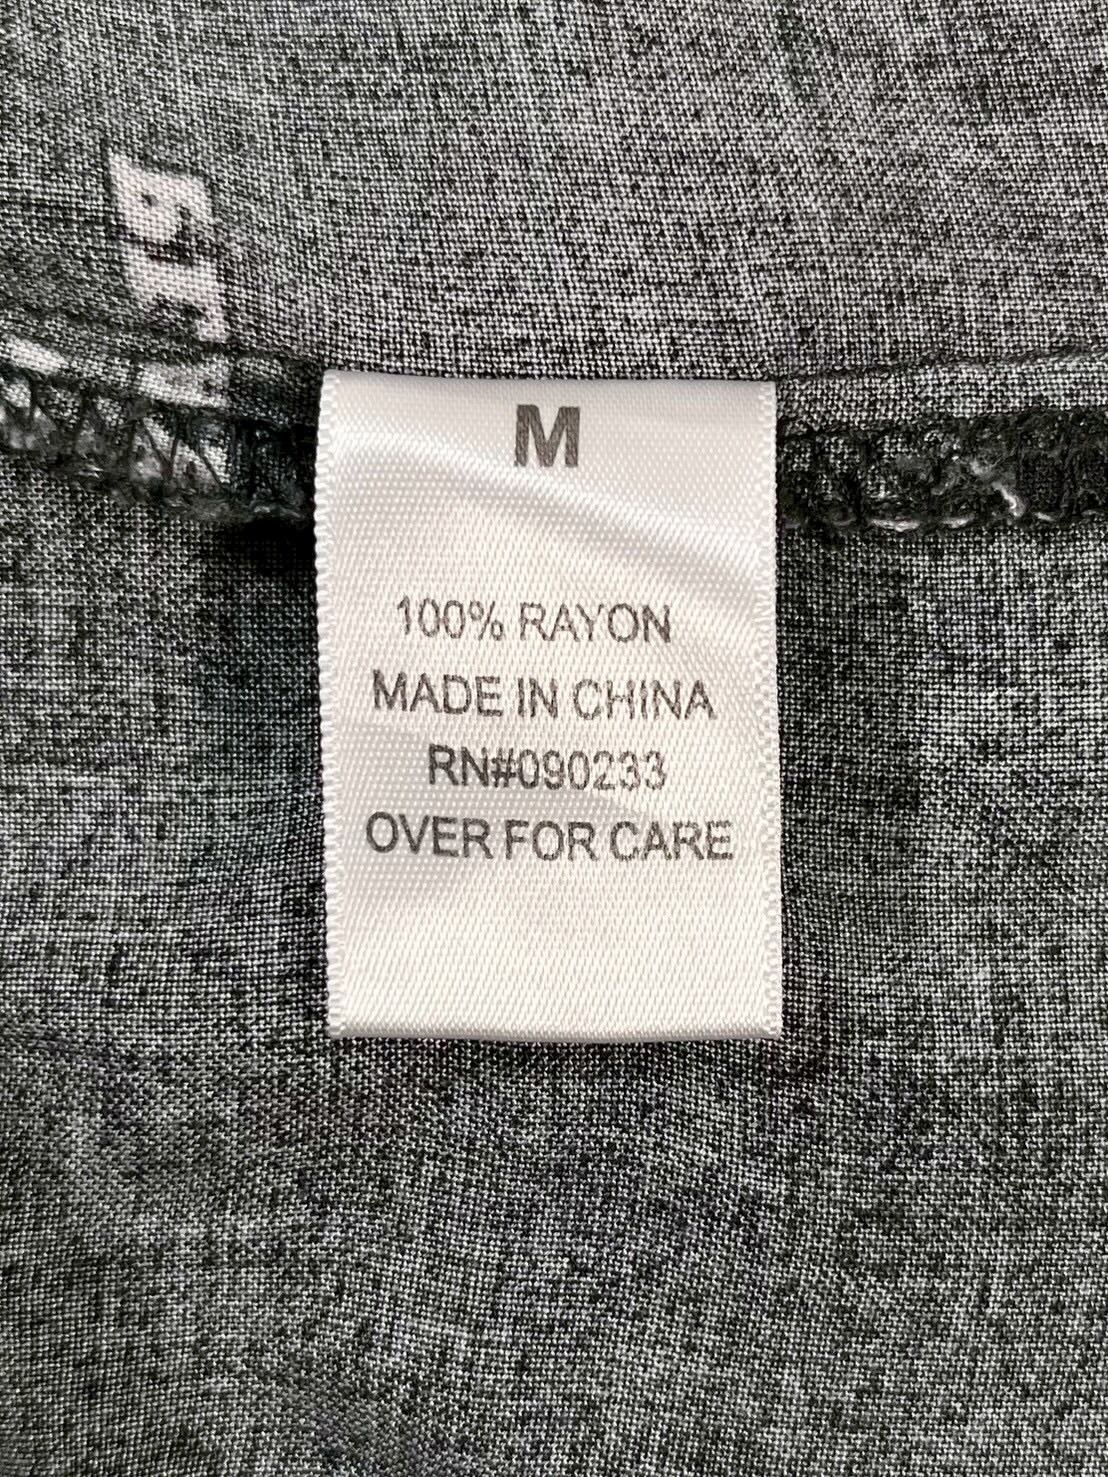 M
100% RAYON
MADE IN CHINA
RN#090233
OVER FOR CARE